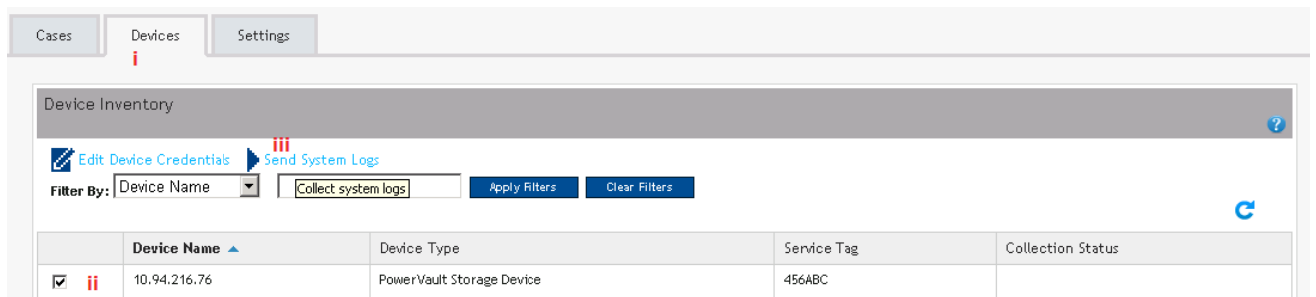 Cases Devices Settings
i
Device Inventory
?
iii
Edit Device Credentials Send System Logs
Filter By: Device Name Collect system logs Apply Filters Clear Filters
Device Name Device Type Service Tag Collection Status
ii 10.94.216.76 PowerVault Storage Device 456ABC